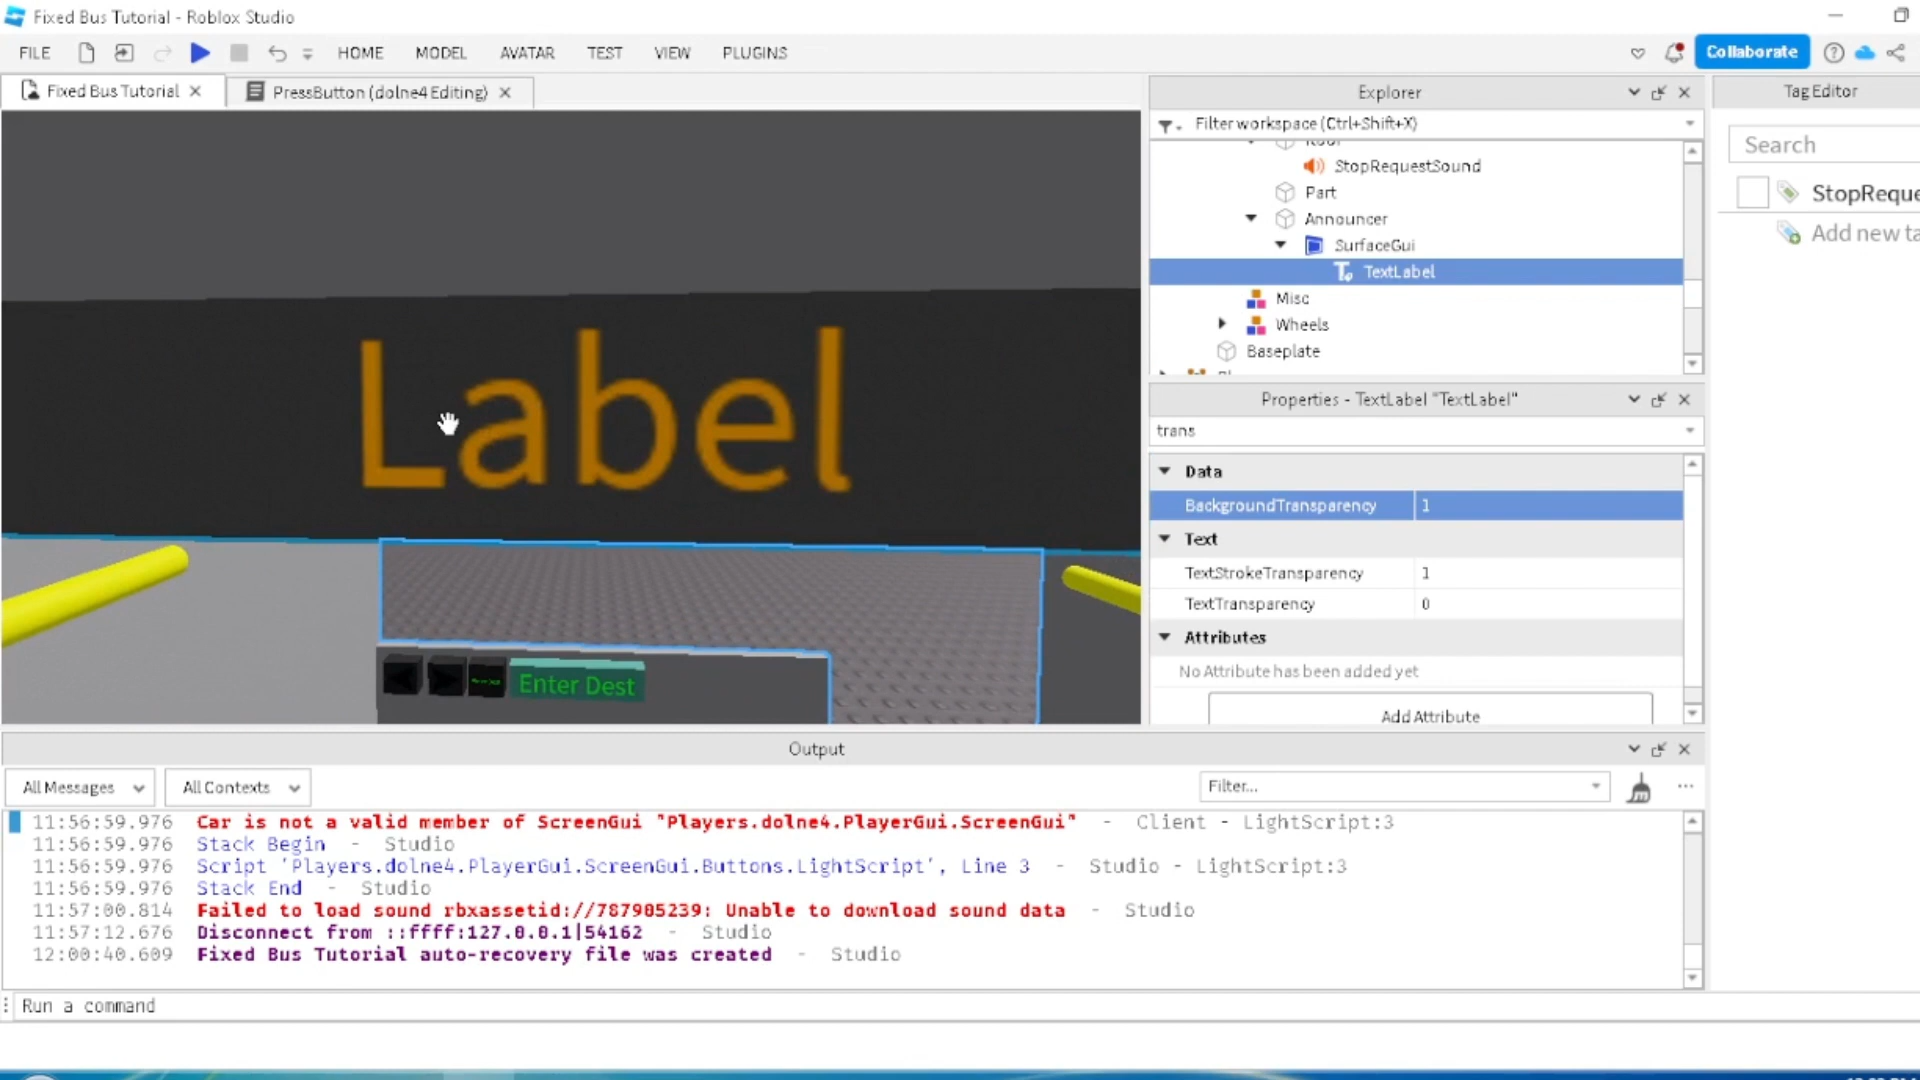 Fixed Bus Tutorial - Roblox Studio
FILE HOME MODEL AVATAR TEST VIEW PLUGINS Collaborate
Fixed Bus Tutorial PressButton (dolne4 Editing)
Label
Enter Dest
Explorer
Filter workspace (Ctrl+Shift+X)
StopRequestSound
Part
Announcer
SurfaceGui
TextLabel
Misc
Wheels
Baseplate
Properties - TextLabel "TextLabel"
trans
Data
BackgroundTransparency 1
Text
TextStrokeTransparency 1
TextTransparency 0
Attributes
No Attribute has been added yet
Add Attribute
Tag Editor
Search
StopReque
Add new ta
Output
All Messages All Contexts Filter...
11:56:59.976 Car is not a valid member of ScreenGui "Players.dolne4.PlayerGui.ScreenGui" - Client - LightScript:3
11:56:59.976 Stack Begin - Studio
11:56:59.976 Script 'Players.dolne4.PlayerGui.ScreenGui.Buttons.LightScript', Line 3 - Studio - LightScript:3
11:56:59.976 Stack End - Studio
11:57:00.814 Failed to load sound rbxassetid://787905239: Unable to download sound data - Studio
11:57:12.676 Disconnect from ::ffff:127.0.0.1|54162 - Studio
12:00:40.609 Fixed Bus Tutorial auto-recovery file was created - Studio
Run a command